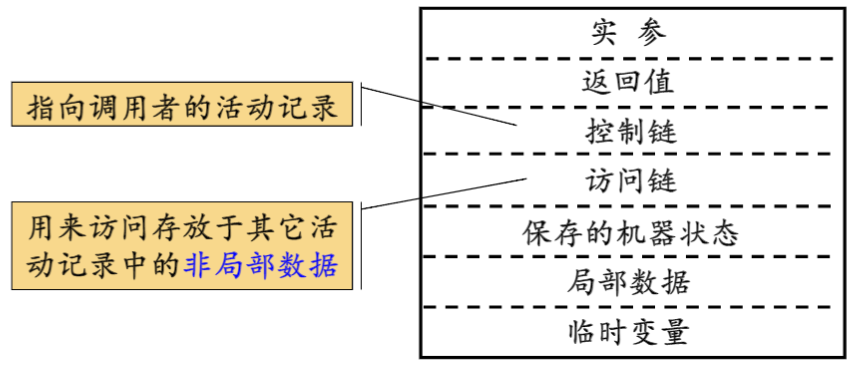 实 参
返回值
指向调用者的活动记录
控制链
访问链
用来访问存放于其它活
动记录中的非局部数据
保存的机器状态
局部数据
临时变量